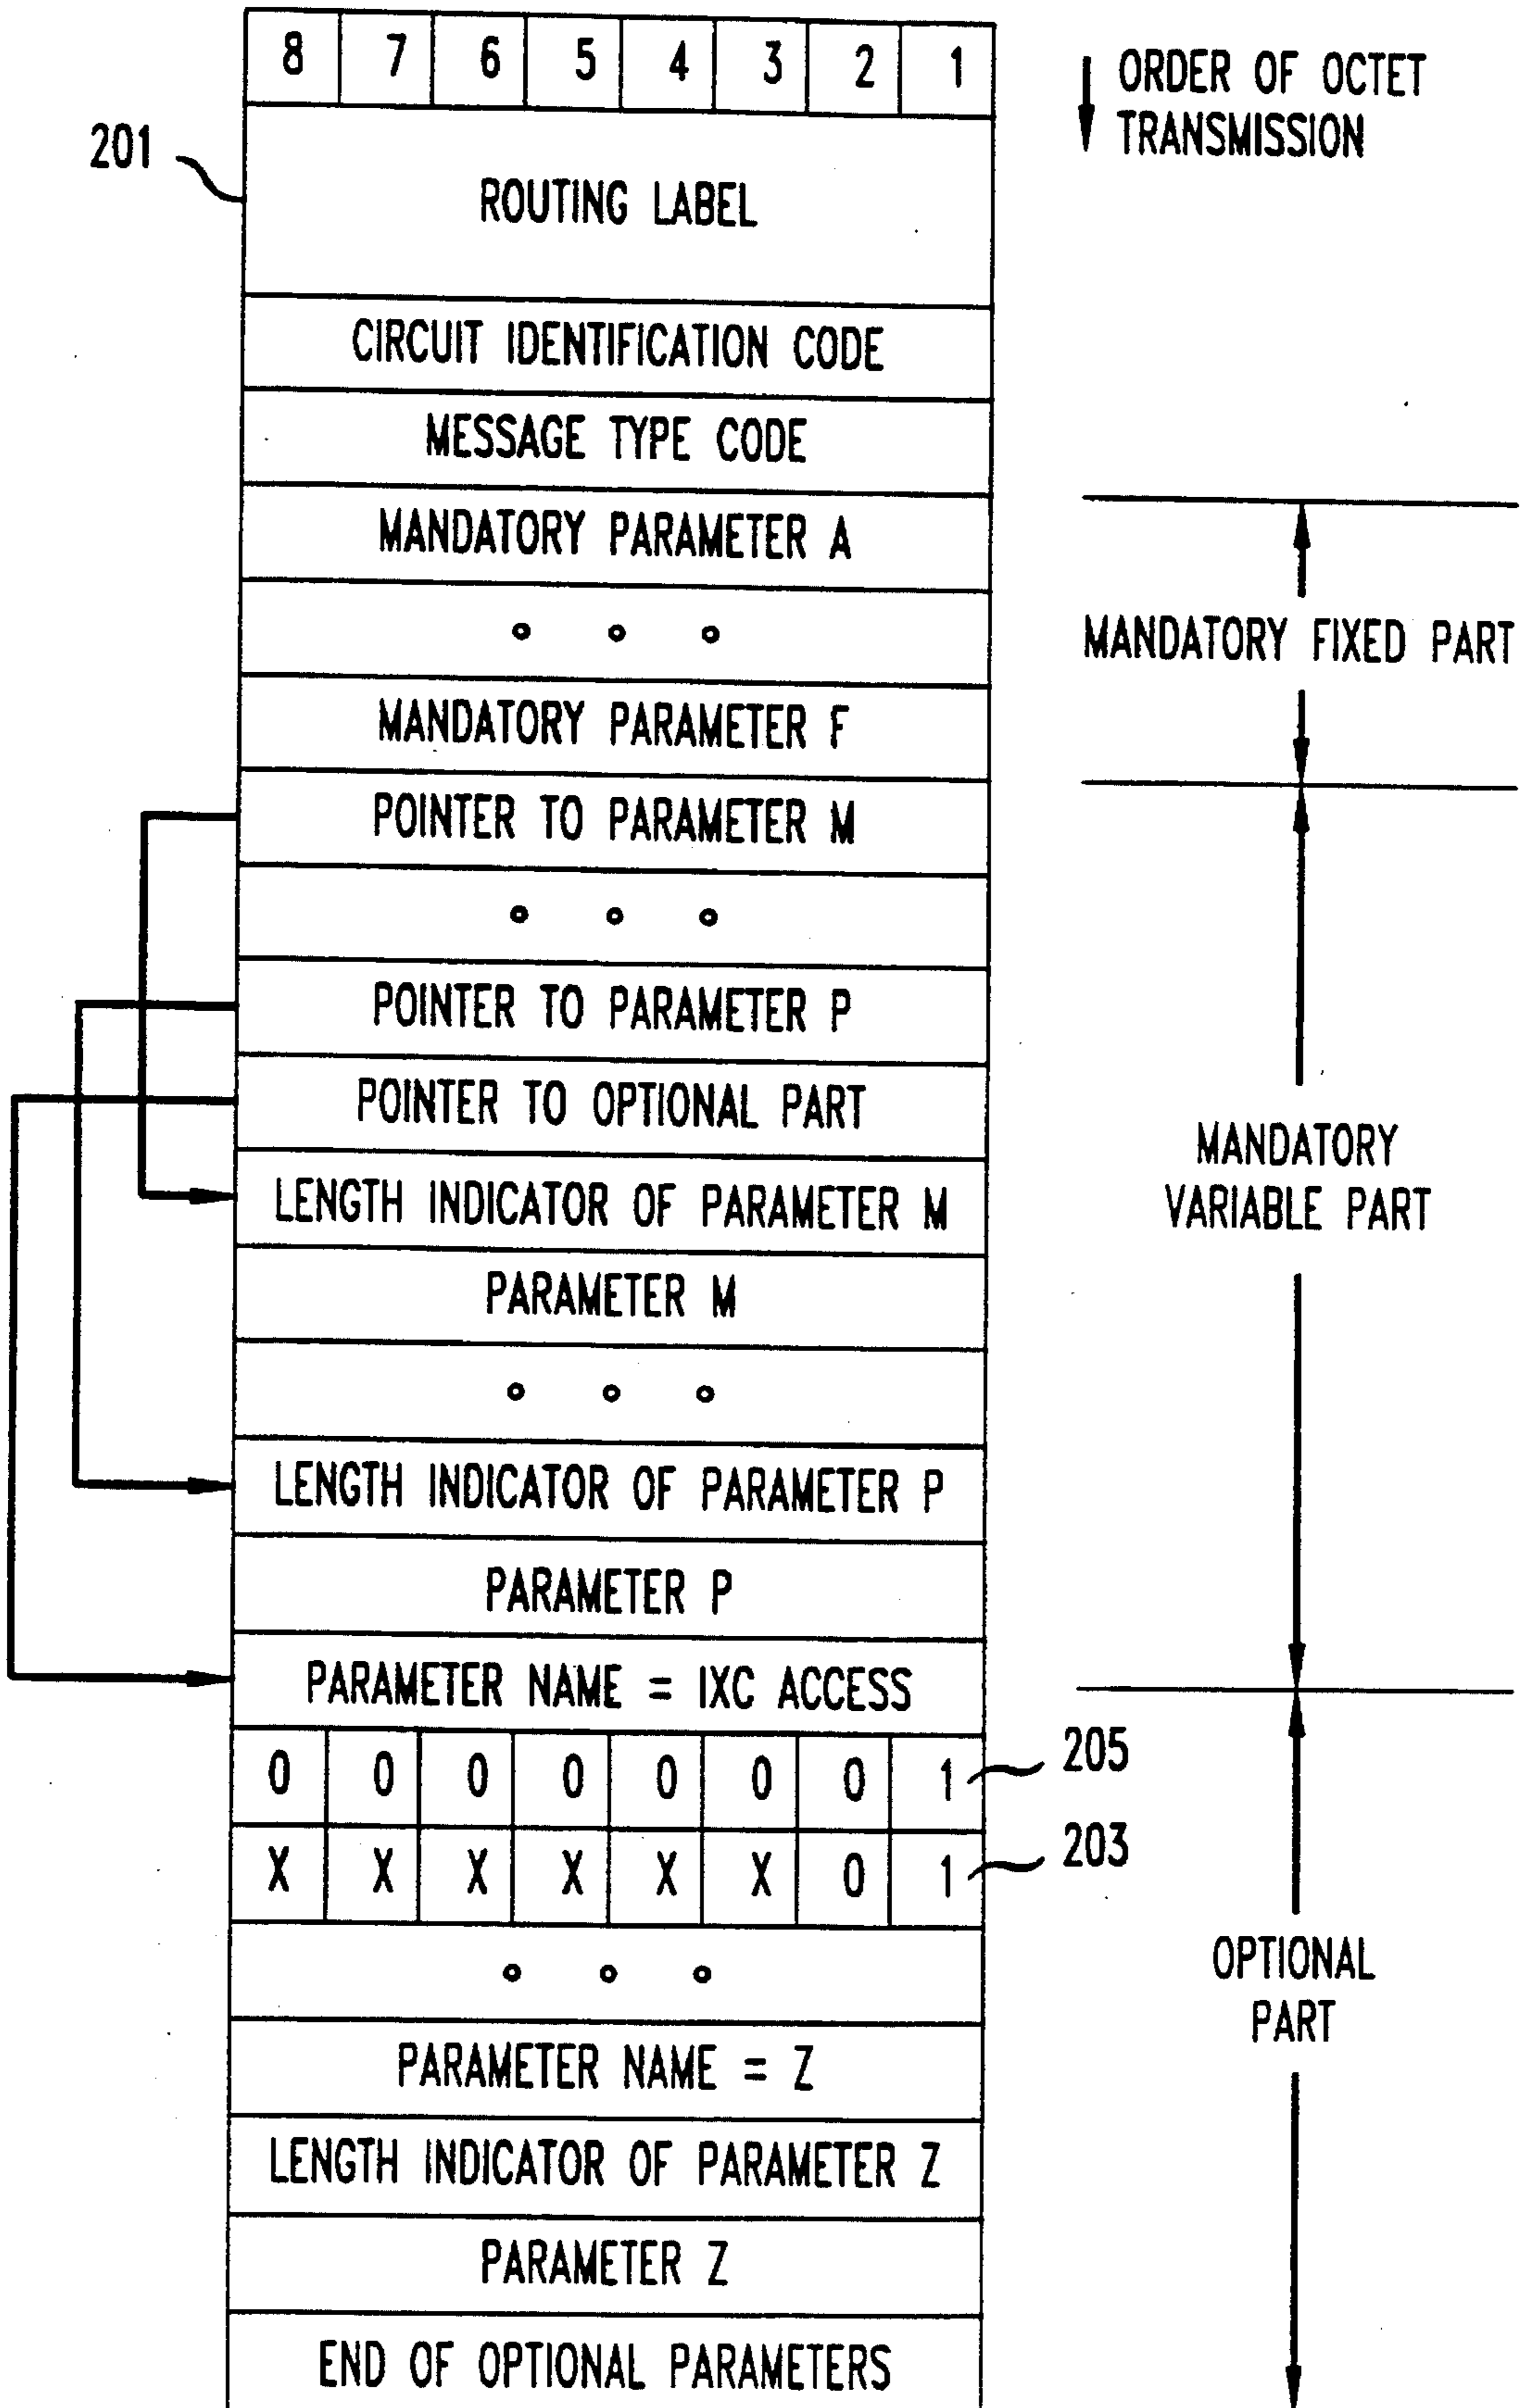 8 7 6 5 4 3 2 1
ORDER OF OCTET
TRANSMISSION
201
ROUTING LABEL
CIRCUIT IDENTIFICATION CODE
MESSAGE TYPE CODE
MANDATORY PARAMETER A
MANDATORY FIXED PART
MANDATORY PARAMETER F
POINTER TO PARAMETER M
POINTER TO PARAMETER P
POINTER TO OPTIONAL PART
MANDATORY
VARIABLE PART
LENGTH INDICATOR OF PARAMETER M
PARAMETER M
LENGTH INDICATOR OF PARAMETER P
PARAMETER P
PARAMETER NAME = IXC ACCESS
0 0 0 0 0 0 0 1 205
X X X X X X 0 1 203
OPTIONAL
PART
PARAMETER NAME = Z
LENGTH INDICATOR OF PARAMETER Z
PARAMETER Z
END OF OPTIONAL PARAMETERS